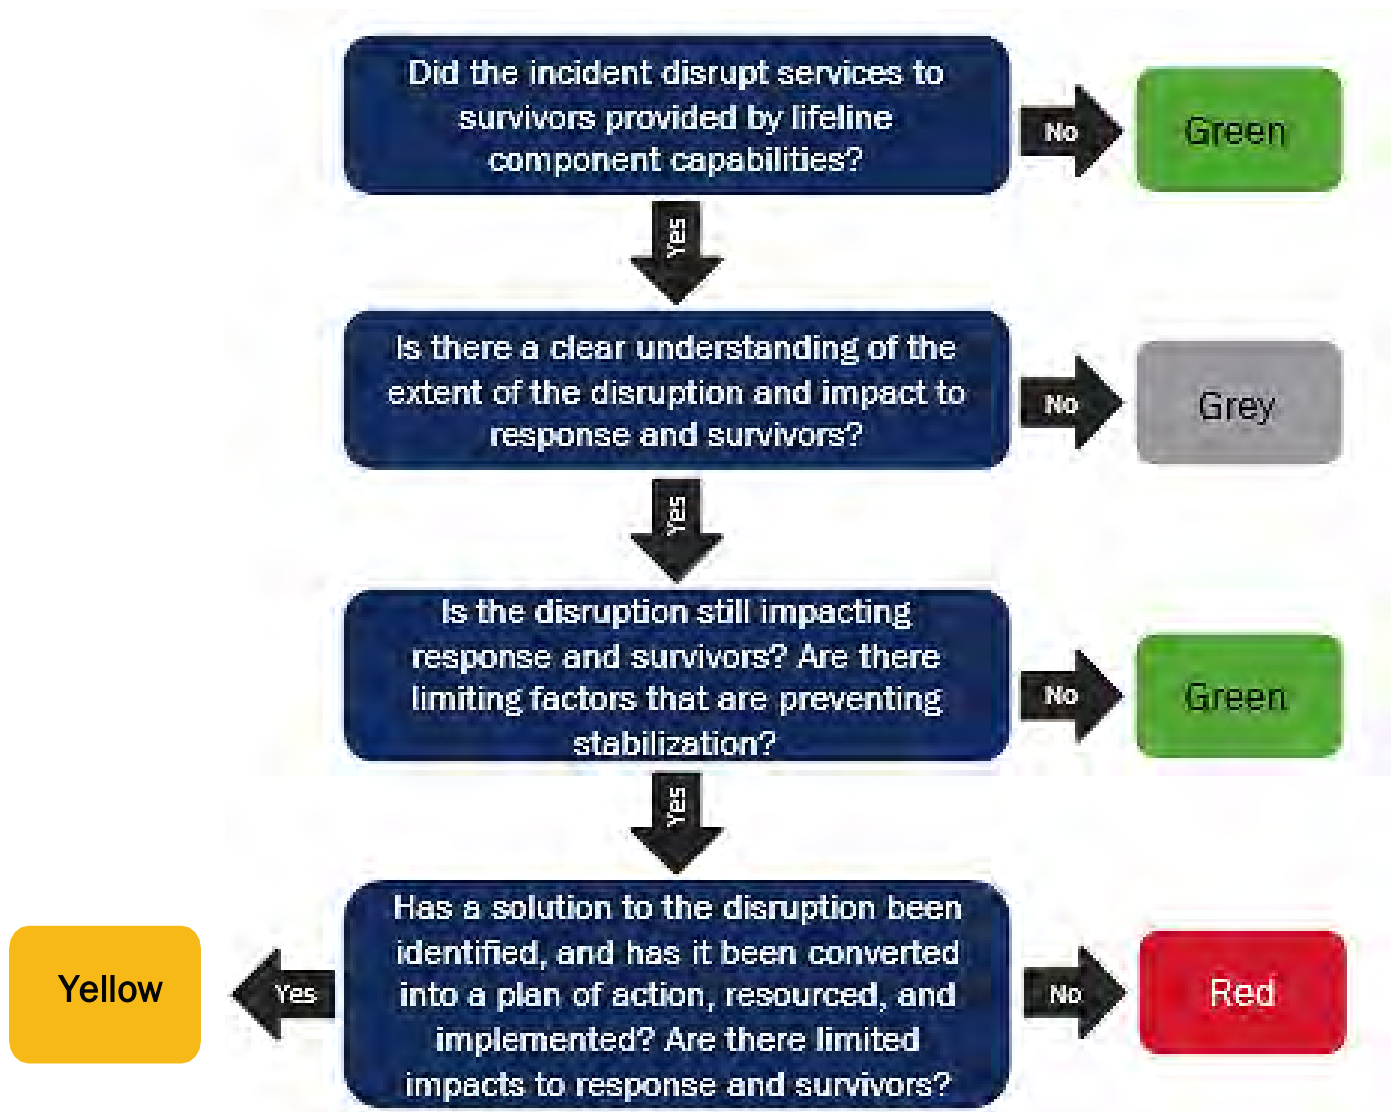 Did the incident disrupt services to
survivors provided by lifeline
component capabilities?
No
Green
Yes
Is there a clear understanding of the
extent of the disruption and impact to
response and survivors?
No
Grey
Yes
Is the disruption still impacting
response and survivors? Are there
limiting factors that are preventing
stabilization?
No
Green
Yes
Has a solution to the disruption been
identified, and has it been converted
into a plan of action, resourced, and
implemented? Are there limited
impacts to response and survivors?
Yes
Yellow
No
Red